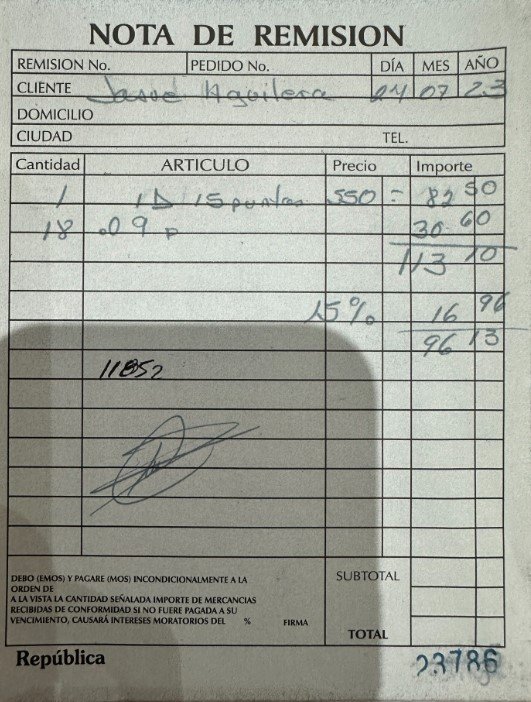 NOTA DE REMISION
REMISION No. PEDIDO No. DÍA MES AÑO
CLIENTE Aguilera 04 07 23
DOMICILIO
CIUDAD TEL.
Cantidad ARTICULO Precio Importe
1 1D 15 puntos 550 = 82 50
18 .09 p 30 60
113 10
15% 16 96
96 13
11852
DEBO (EMOS) Y PAGARE (MOS) INCONDICIONALMENTE A LA
ORDEN DE
A LA VISTA LA CANTIDAD SEÑALADA IMPORTE DE MERCANCIAS
RECIBIDAS DE CONFORMIDAD SI NO FUERE PAGADA A SU
VENCIMIENTO, CAUSARÁ INTERESES MORATORIOS DEL % FIRMA
SUBTOTAL
TOTAL
República
23786